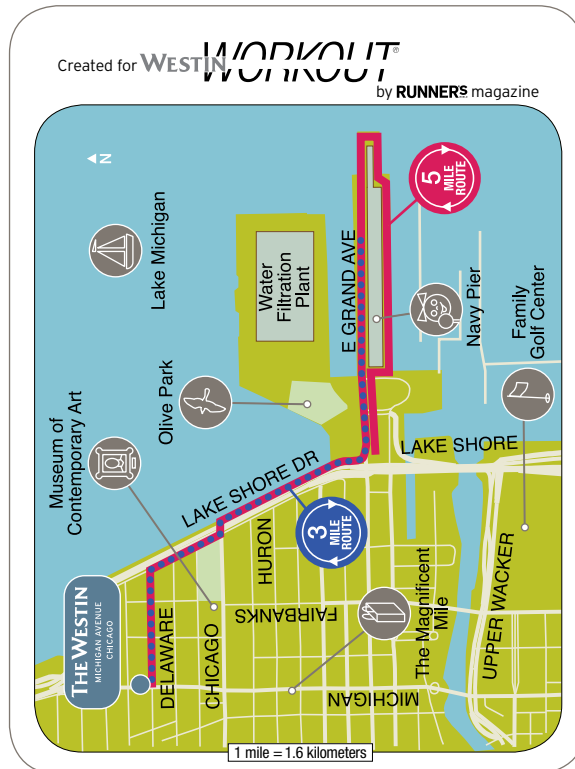 Created for WESTIN WORKOUT®
by RUNNER'S magazine
N
Lake Michigan
Water
Filtration
Plant
E GRAND AVE
5
MILE
ROUTE
Navy Pier
Family
Golf Center
Olive Park
Museum of
Contemporary Art
LAKE SHORE DR
LAKE SHORE
3
MILE
ROUTE
HURON
THE WESTIN
MICHIGAN AVENUE
CHICAGO
DELAWARE
CHICAGO
FAIRBANKS
The Magnificent
Mile
MICHIGAN
UPPER WACKER
1 mile = 1.6 kilometers